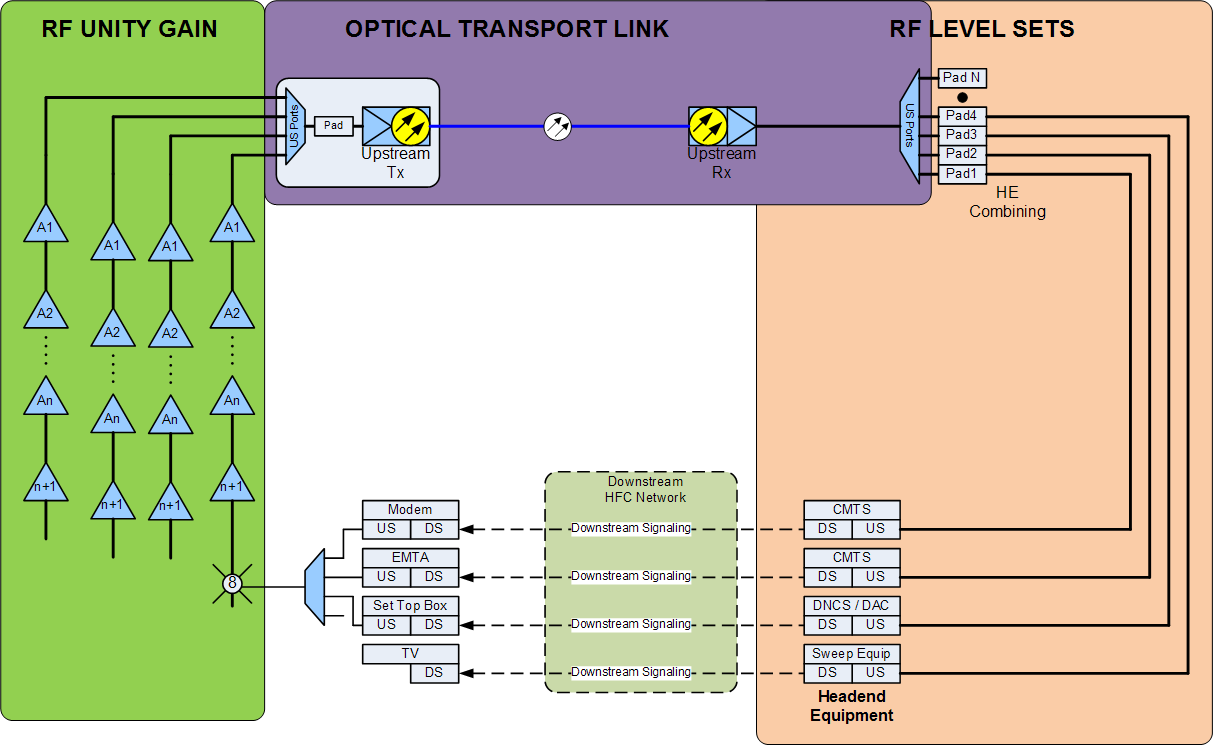 RF UNITY GAIN
OPTICAL TRANSPORT LINK
RF LEVEL SETS
US Ports
Pad
Upstream
Tx
Upstream
Rx
US Ports
Pad N
Pad4
Pad3
Pad2
Pad1
HE
Combining
A1
A1
A1
A1
A2
A2
A2
A2
An
An
An
An
n+1
n+1
n+1
n+1
8
Modem
US DS
EMTA
US DS
Set Top Box
US DS
TV
DS
Downstream
HFC Network
Downstream Signaling
Downstream Signaling
Downstream Signaling
Downstream Signaling
CMTS
DS US
CMTS
DS US
DNCS / DAC
DS US
Sweep Equip
DS US
Headend
Equipment